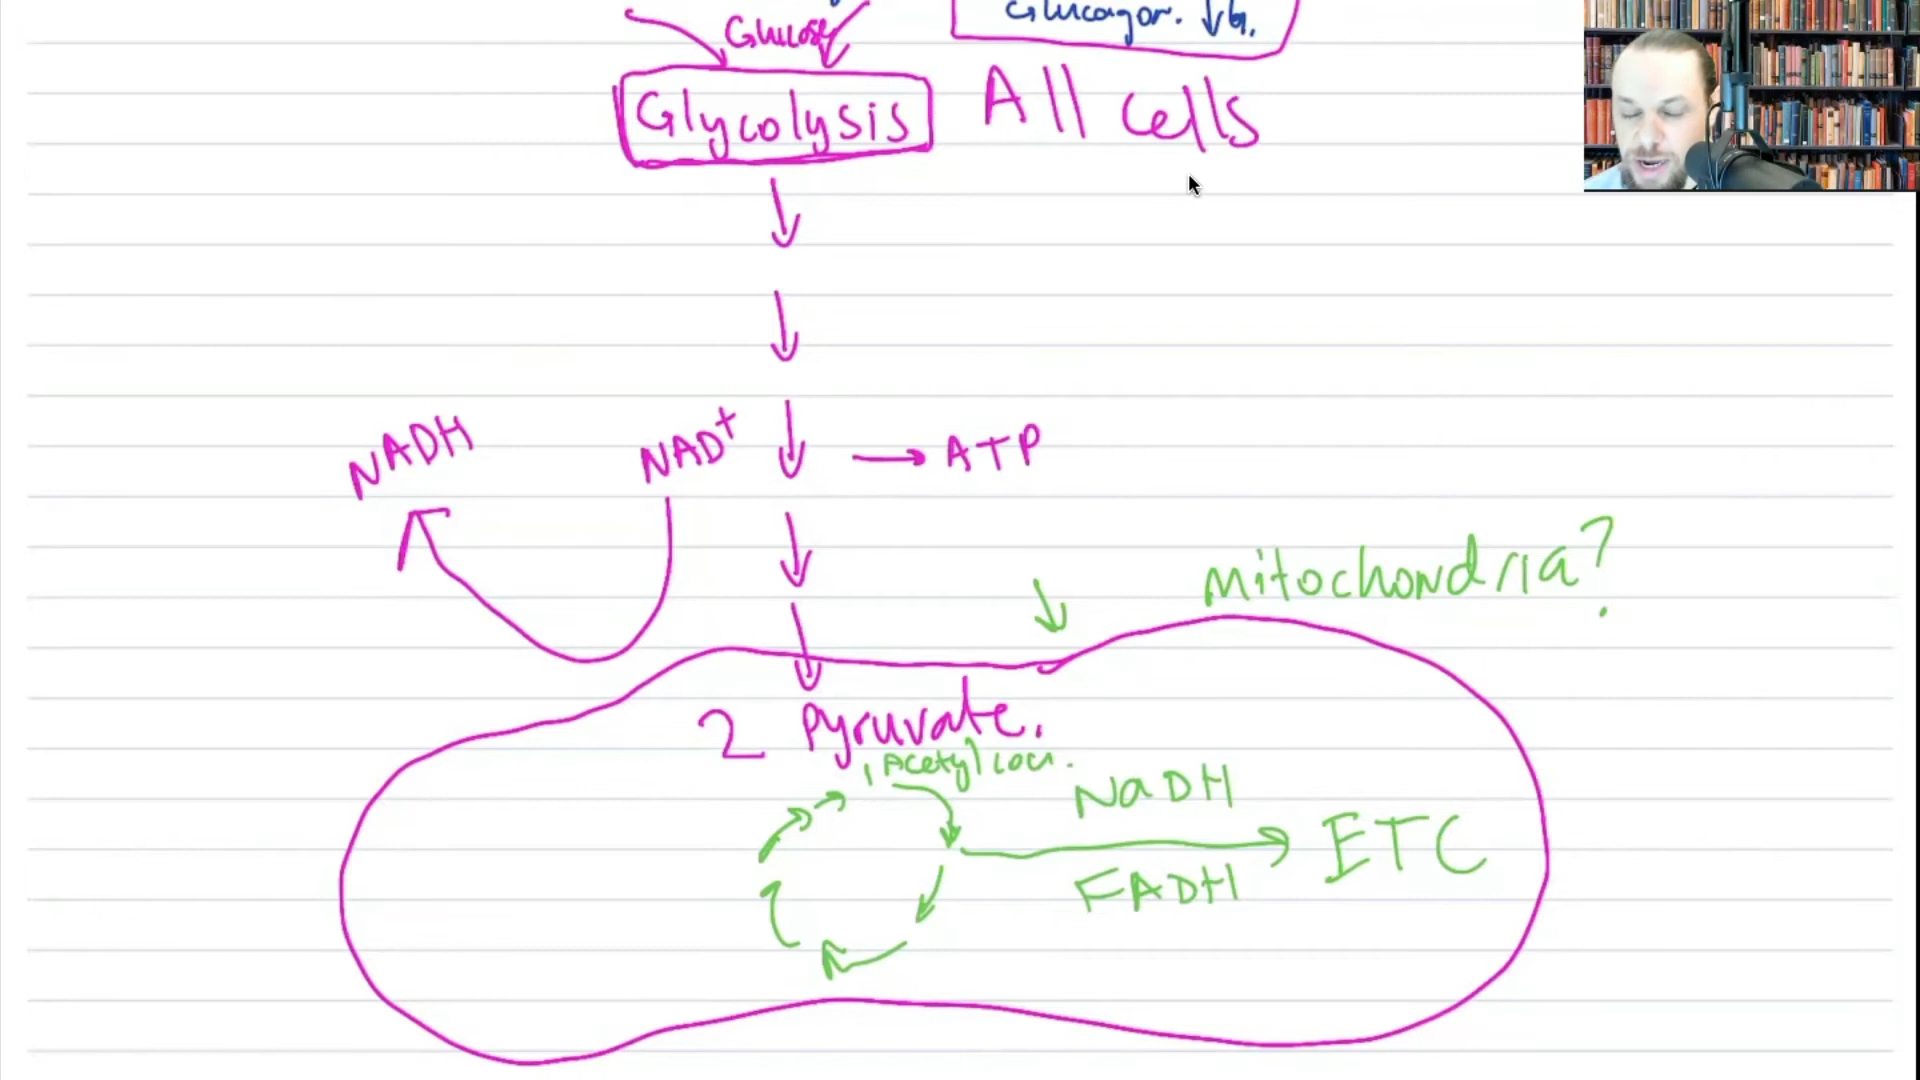 Glucagon. ↓G.
Glucose
Glycolysis
All cells
NADH
NAD+
→ ATP
Mitochondria?
2 Pyruvate.
Acetyl CoA.
NaDH
FADH
ETC